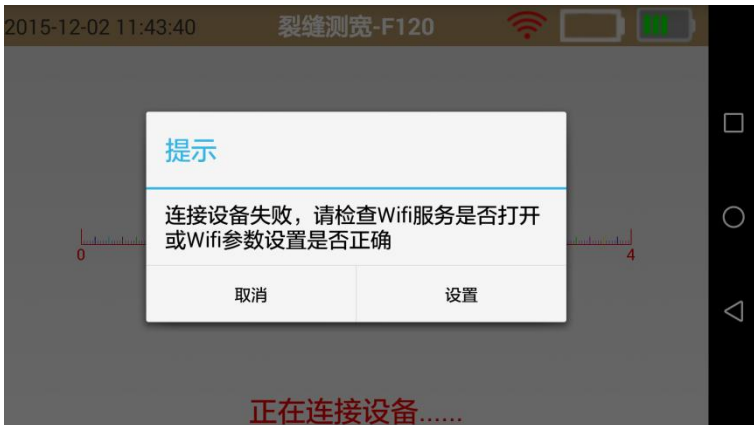 2015-12-02 11:43:40 裂缝测宽-F120
提示
连接设备失败，请检查Wifi服务是否打开
或Wifi参数设置是否正确
0 4
取消 设置
正在连接设备......